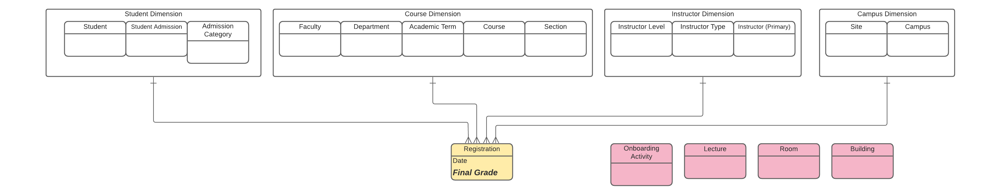 Student Dimension
Student
Student Admission
Admission
Category
Course Dimension
Faculty
Department
Academic Term
Course
Section
Instructor Dimension
Instructor Level
Instructor Type
Instructor (Primary)
Campus Dimension
Site
Campus
Registration
Date
Final Grade
Onboarding
Activity
Lecture
Room
Building